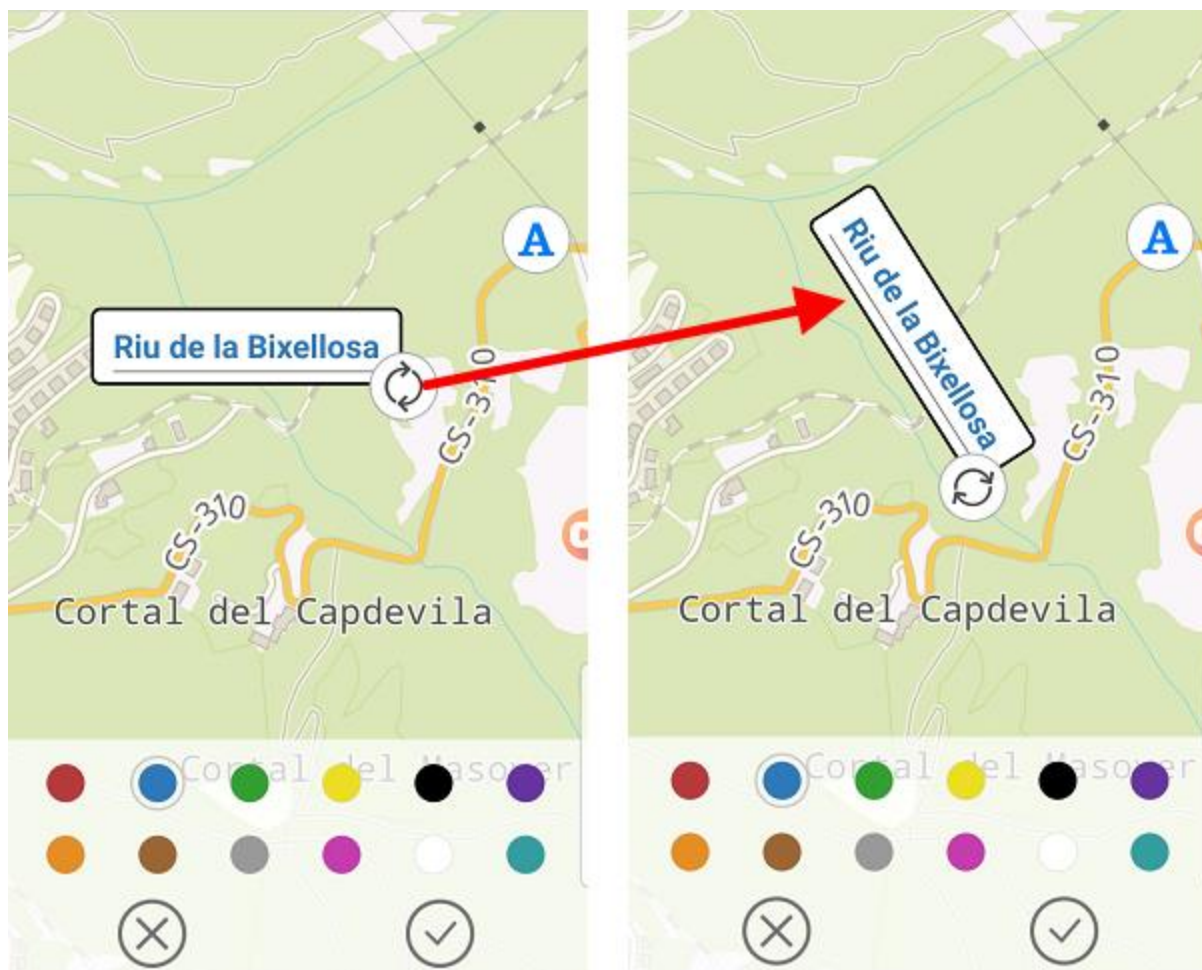 A
Riu de la Bixellosa
CS-310
CS-310
Cortal del Capdevila
Cortal del Masover
A
Riu de la Bixellosa
CS-310
CS-310
Cortal del Capdevila
Cortal del Masover